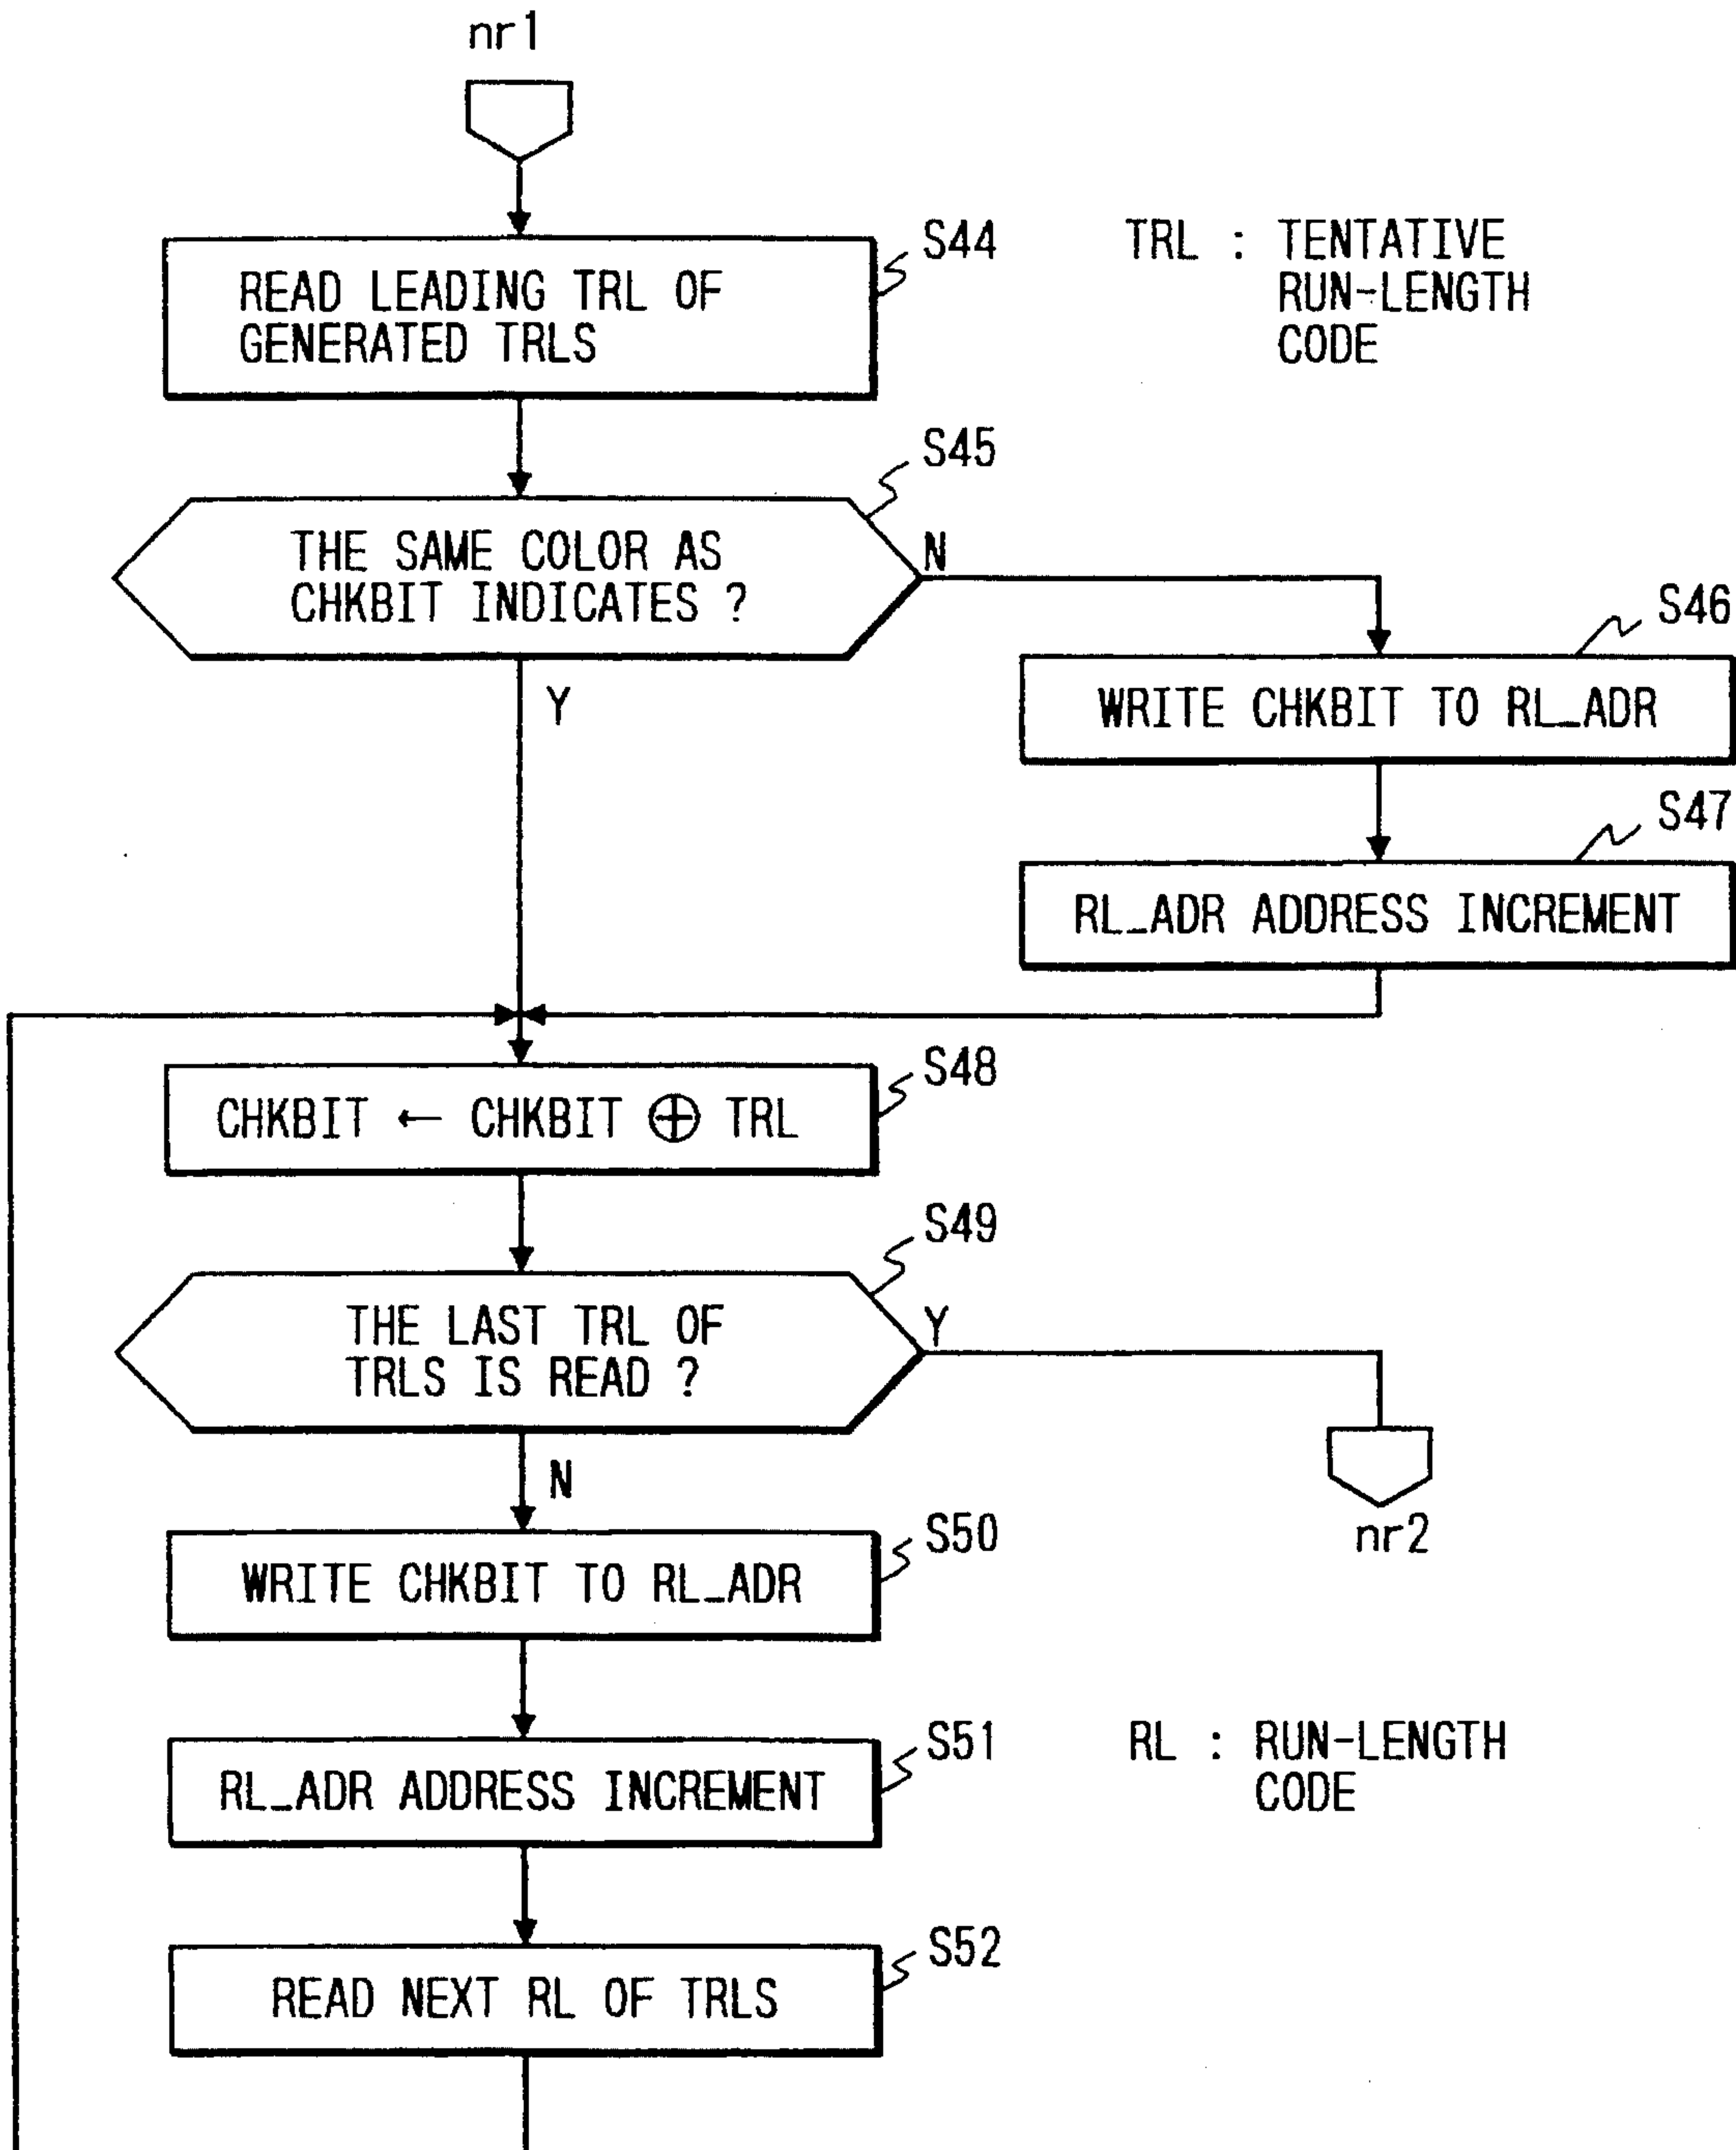 nr1
S44
READ LEADING TRL OF
GENERATED TRLS
TRL : TENTATIVE
RUN-LENGTH
CODE
S45
THE SAME COLOR AS
CHKBIT INDICATES ?
N
Y
S46
WRITE CHKBIT TO RL_ADR
S47
RL_ADR ADDRESS INCREMENT
S48
CHKBIT ← CHKBIT ⊕ TRL
S49
THE LAST TRL OF
TRLS IS READ ?
Y
N
nr2
S50
WRITE CHKBIT TO RL_ADR
S51
RL_ADR ADDRESS INCREMENT
RL : RUN-LENGTH
CODE
S52
READ NEXT RL OF TRLS